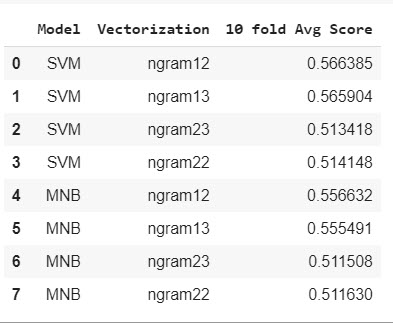 Model Vectorization 10 fold Avg Score
0 SVM ngram12 0.566385
1 SVM ngram13 0.565904
2 SVM ngram23 0.513418
3 SVM ngram22 0.514148
4 MNB ngram12 0.556632
5 MNB ngram13 0.555491
6 MNB ngram23 0.511508
7 MNB ngram22 0.511630